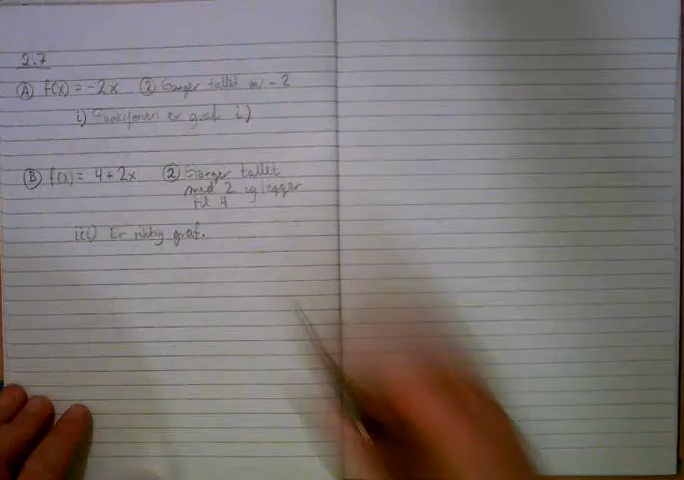 2.7
A f(x) = -2x 2 Ganger tallet m/ -2
i) Funksjonen er graf i)
B f(x) = 4 + 2x 2 Ganger tallet
med 2 og legger
til 4
iii) Er riktig graf.